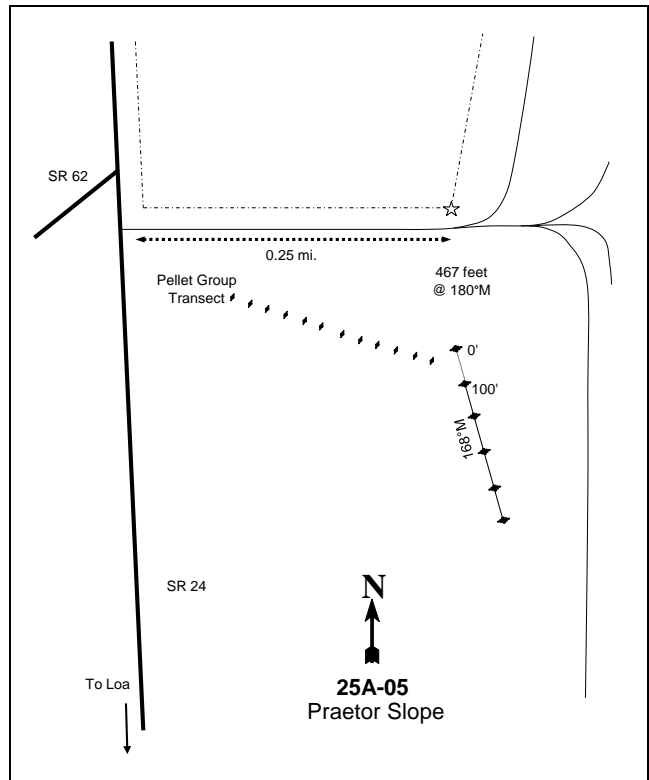 SR 62
0.25 mi.
467 feet
@ 180°M
Pellet Group
Transect
0'
100'
168°M
SR 24
N
To Loa
25A-05
Praetor Slope